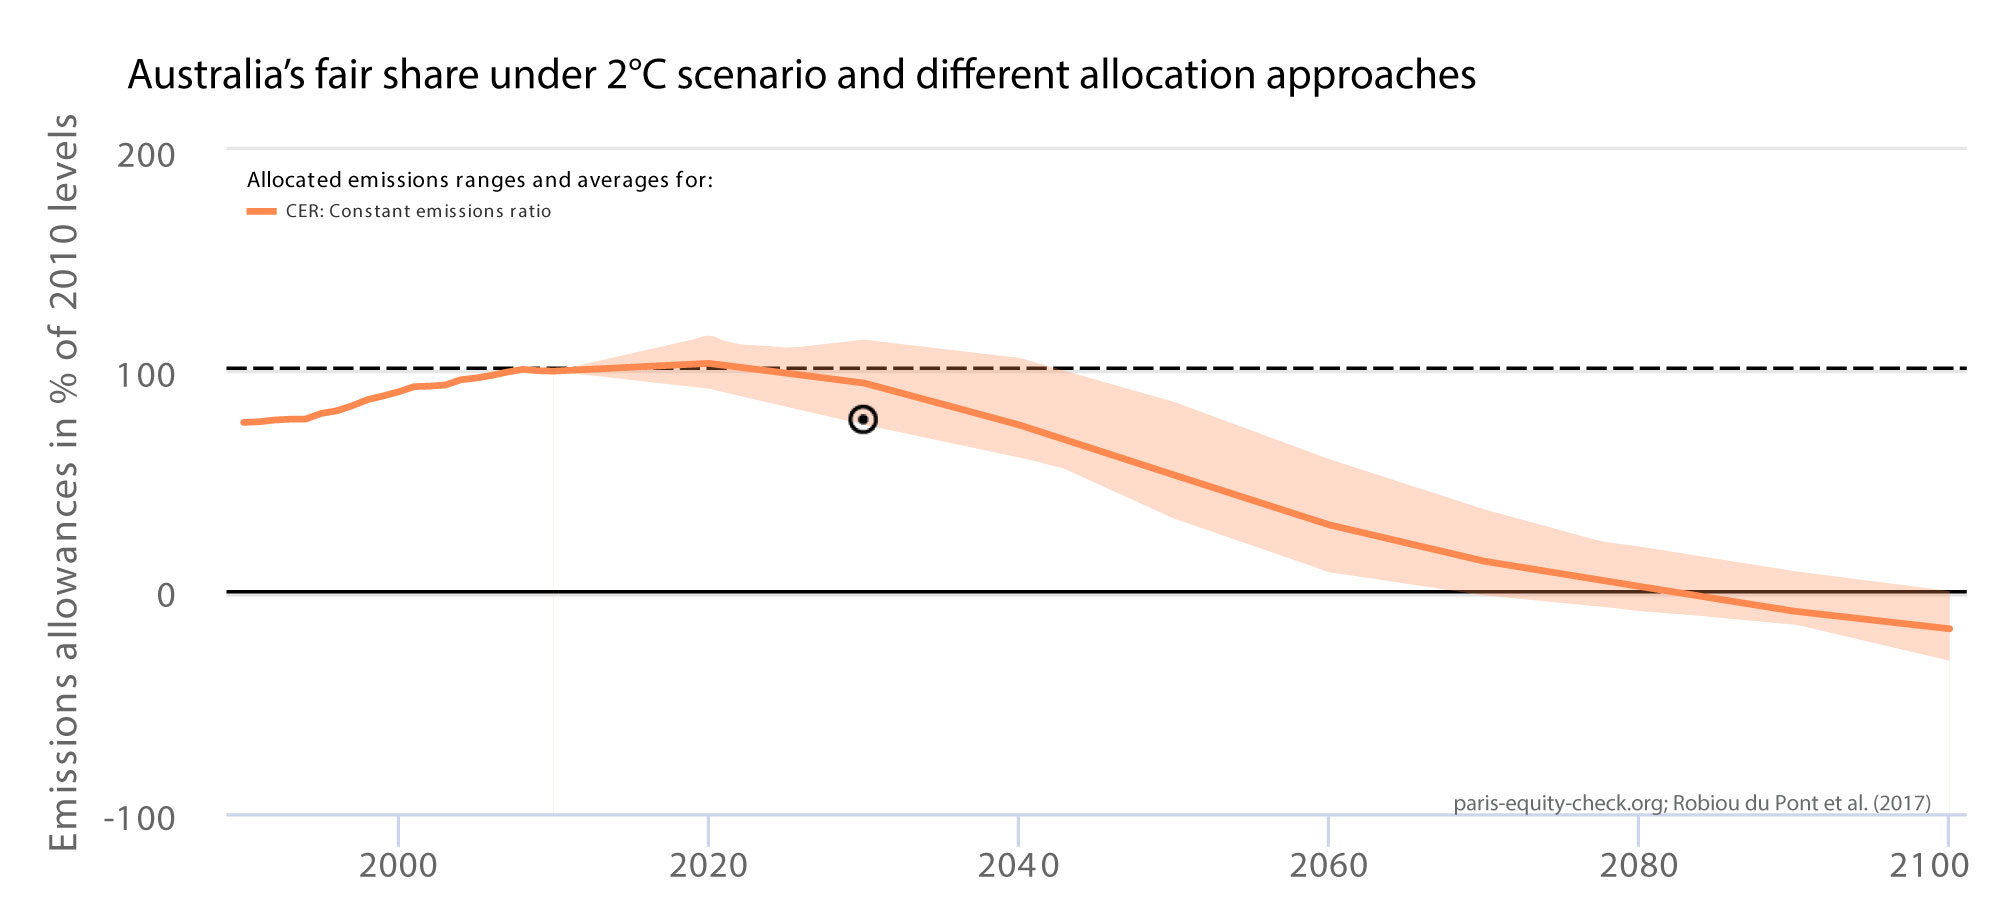 Australia’s fair share under 2°C scenario and different allocation approaches
Emissions allowances in % of 2010 levels
200
Allocated emissions ranges and averages for:
CER: Constant emissions ratio
100
0
-100
paris-equity-check.org; Robiou du Pont et al. (2017)
2000 2020 2040 2060 2080 2100